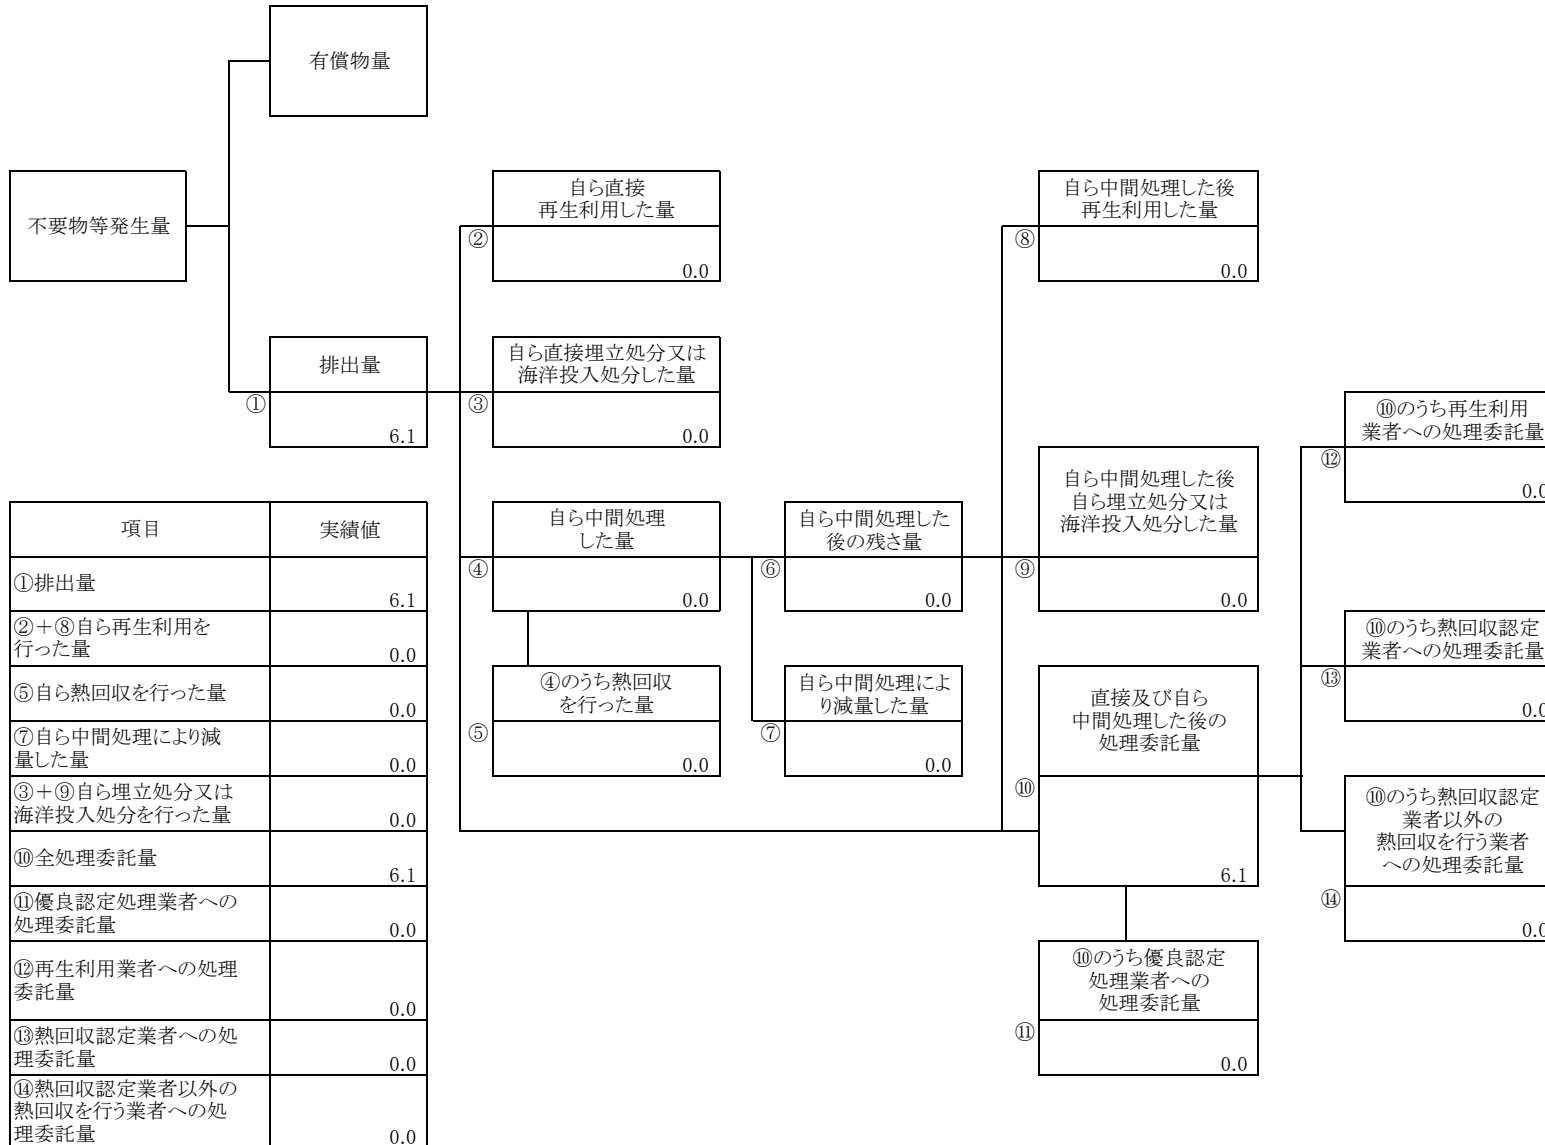 有償物量
不要物等発生量
自ら直接
再生利用した量
②
0.0
自ら中間処理した後
再生利用した量
⑧
0.0
排出量
①
6.1
自ら直接埋立処分又は
海洋投入処分した量
③
0.0
⑩のうち再生利用
業者への処理委託量
⑫
0.0
自ら中間処理
した量
④
0.0
自ら中間処理した
後の残さ量
⑥
0.0
自ら中間処理した後
自ら埋立処分又は
海洋投入処分した量
⑨
0.0
⑩のうち熱回収認定
業者への処理委託量
⑬
0.0
④のうち熱回収
を行った量
⑤
0.0
自ら中間処理によ
り減量した量
⑦
0.0
直接及び自ら
中間処理した後の
処理委託量
⑩
6.1
⑩のうち熱回収認定
業者以外の
熱回収を行う業者
への処理委託量
⑭
0.0
⑩のうち優良認定
処理業者への
処理委託量
⑪
0.0
項目 実績値
①排出量
6.1
②＋⑧自ら再生利用を
行った量
0.0
⑤自ら熱回収を行った量
0.0
⑦自ら中間処理により減
量した量
0.0
③＋⑨自ら埋立処分又は
海洋投入処分を行った量
0.0
⑩全処理委託量
6.1
⑪優良認定処理業者への
処理委託量
0.0
⑫再生利用業者への処理
委託量
0.0
⑬熱回収認定業者への処
理委託量
0.0
⑭熱回収認定業者以外の
熱回収を行う業者への処
理委託量
0.0